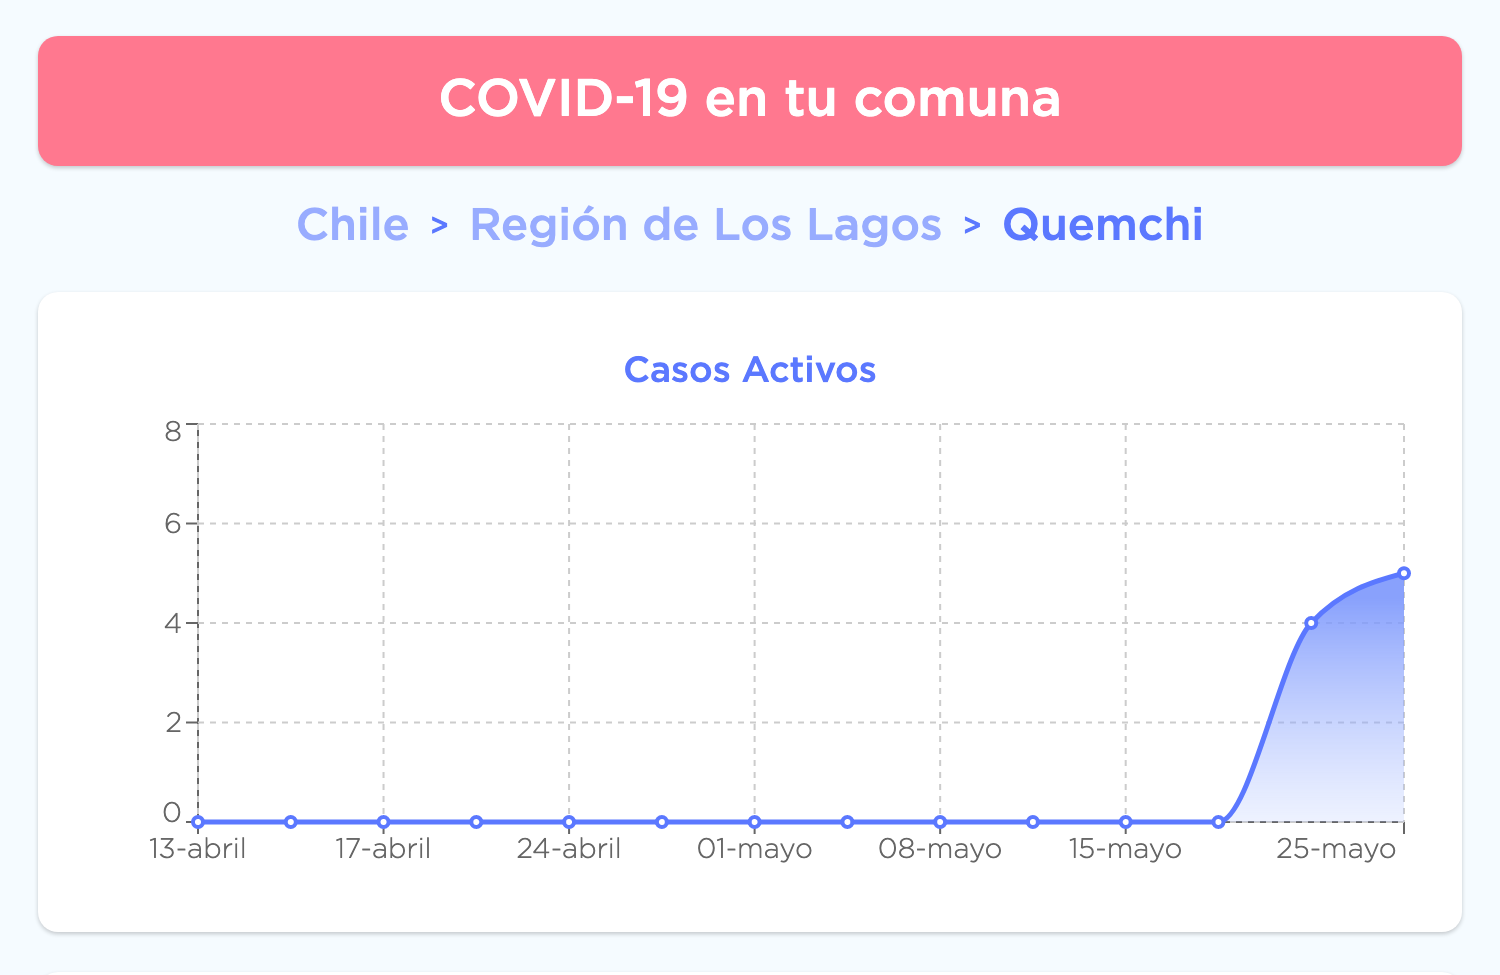 COVID-19 en tu comuna
Chile > Región de Los Lagos > Quemchi
Casos Activos
8
6
4
2
0
13-abril 17-abril 24-abril 01-mayo 08-mayo 15-mayo 25-mayo